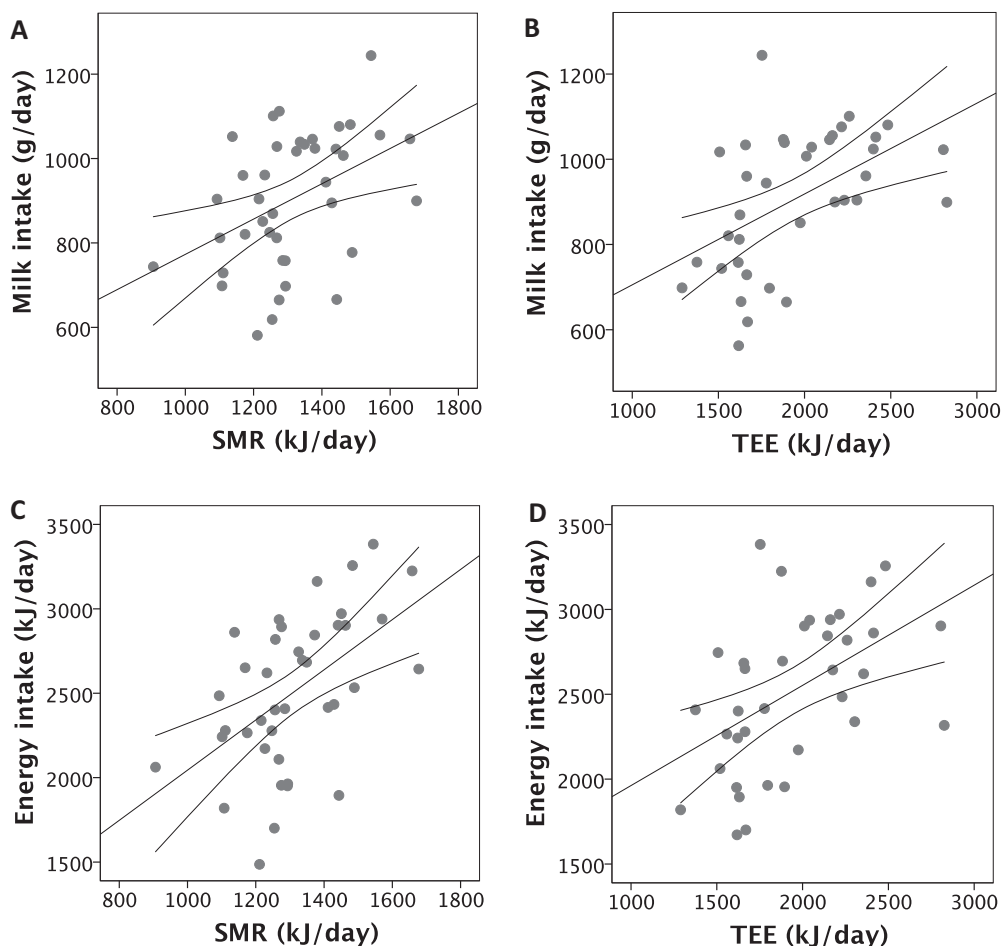 A
Milk intake (g/day)
1200
1000
800
600
800 1000 1200 1400 1600 1800
SMR (kJ/day)
B
Milk intake (g/day)
1200
1000
800
600
1000 1500 2000 2500 3000
TEE (kJ/day)
C
Energy intake (kJ/day)
3500
3000
2500
2000
1500
800 1000 1200 1400 1600 1800
SMR (kJ/day)
D
Energy intake (kJ/day)
3500
3000
2500
2000
1500
1000 1500 2000 2500 3000
TEE (kJ/day)